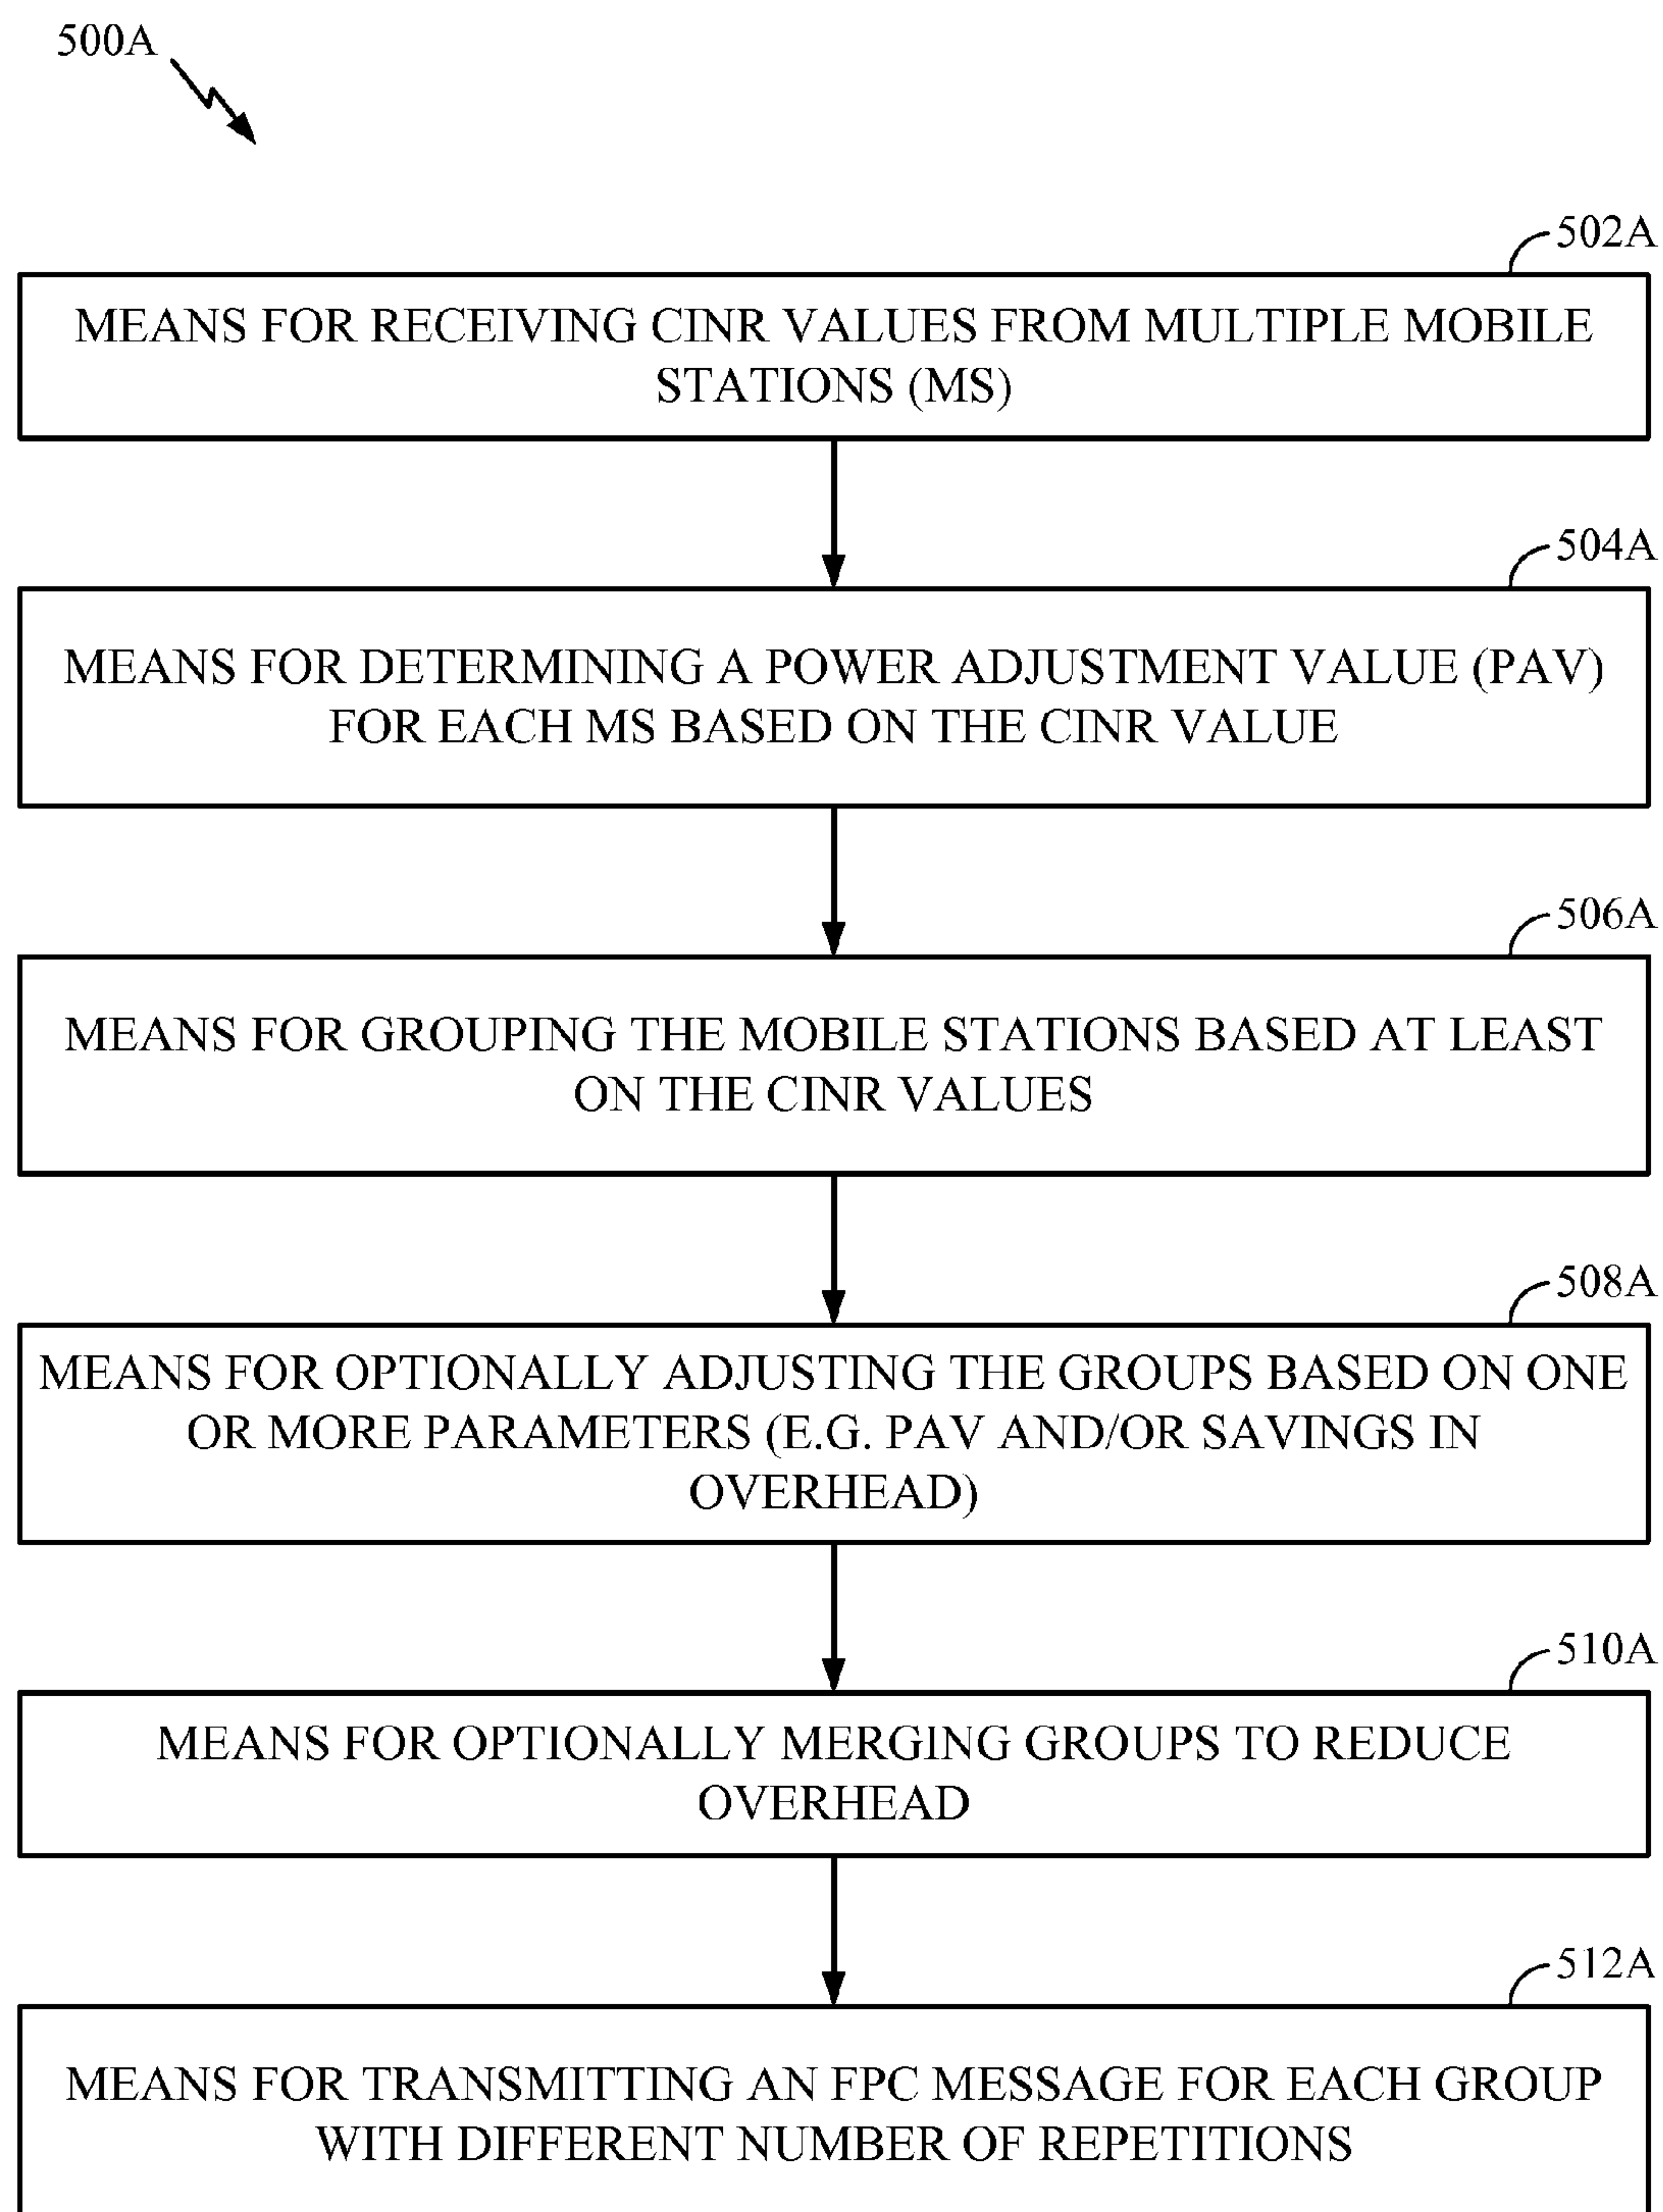 500A
502A
MEANS FOR RECEIVING CINR VALUES FROM MULTIPLE MOBILE
STATIONS (MS)
504A
MEANS FOR DETERMINING A POWER ADJUSTMENT VALUE (PAV)
FOR EACH MS BASED ON THE CINR VALUE
506A
MEANS FOR GROUPING THE MOBILE STATIONS BASED AT LEAST
ON THE CINR VALUES
508A
MEANS FOR OPTIONALLY ADJUSTING THE GROUPS BASED ON ONE
OR MORE PARAMETERS (E.G. PAV AND/OR SAVINGS IN
OVERHEAD)
510A
MEANS FOR OPTIONALLY MERGING GROUPS TO REDUCE
OVERHEAD
512A
MEANS FOR TRANSMITTING AN FPC MESSAGE FOR EACH GROUP
WITH DIFFERENT NUMBER OF REPETITIONS